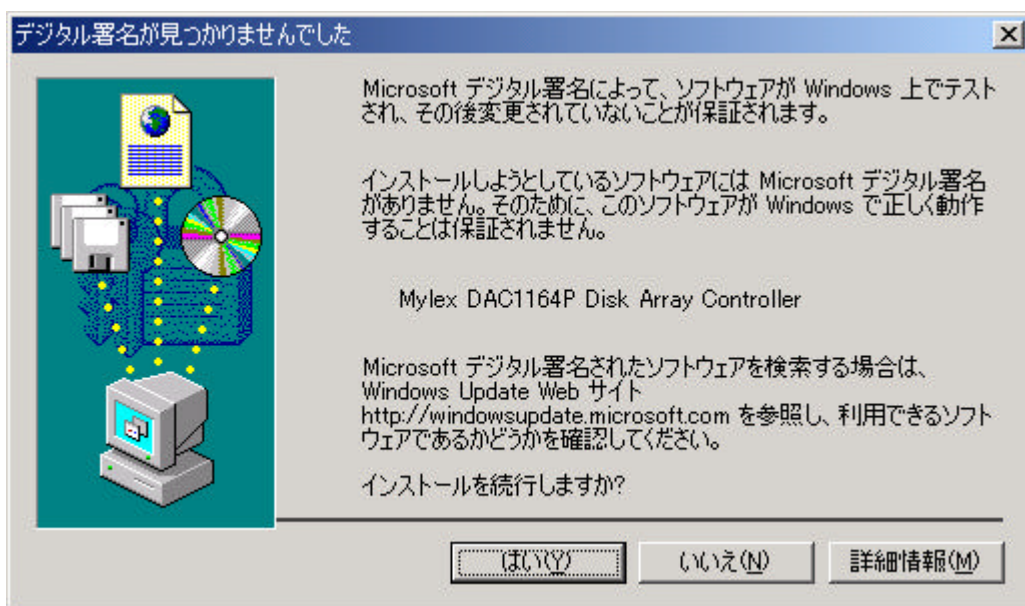 デジタル署名が見つかりませんでした
Microsoft デジタル署名によって、ソフトウェアが Windows 上でテスト
され、その後変更されていないことが保証されます。
インストールしようとしているソフトウェアには Microsoft デジタル署名
がありません。そのために、このソフトウェアが Windows で正しく動作
することは保証されません。
Mylex DAC1164P Disk Array Controller
Microsoft デジタル署名されたソフトウェアを検索する場合は、
Windows Update Web サイト
http://windowsupdate.microsoft.com を参照し、利用できるソフト
ウェアであるかどうかを確認してください。
インストールを続行しますか?
はい(Y) いいえ(N) 詳細情報(M)